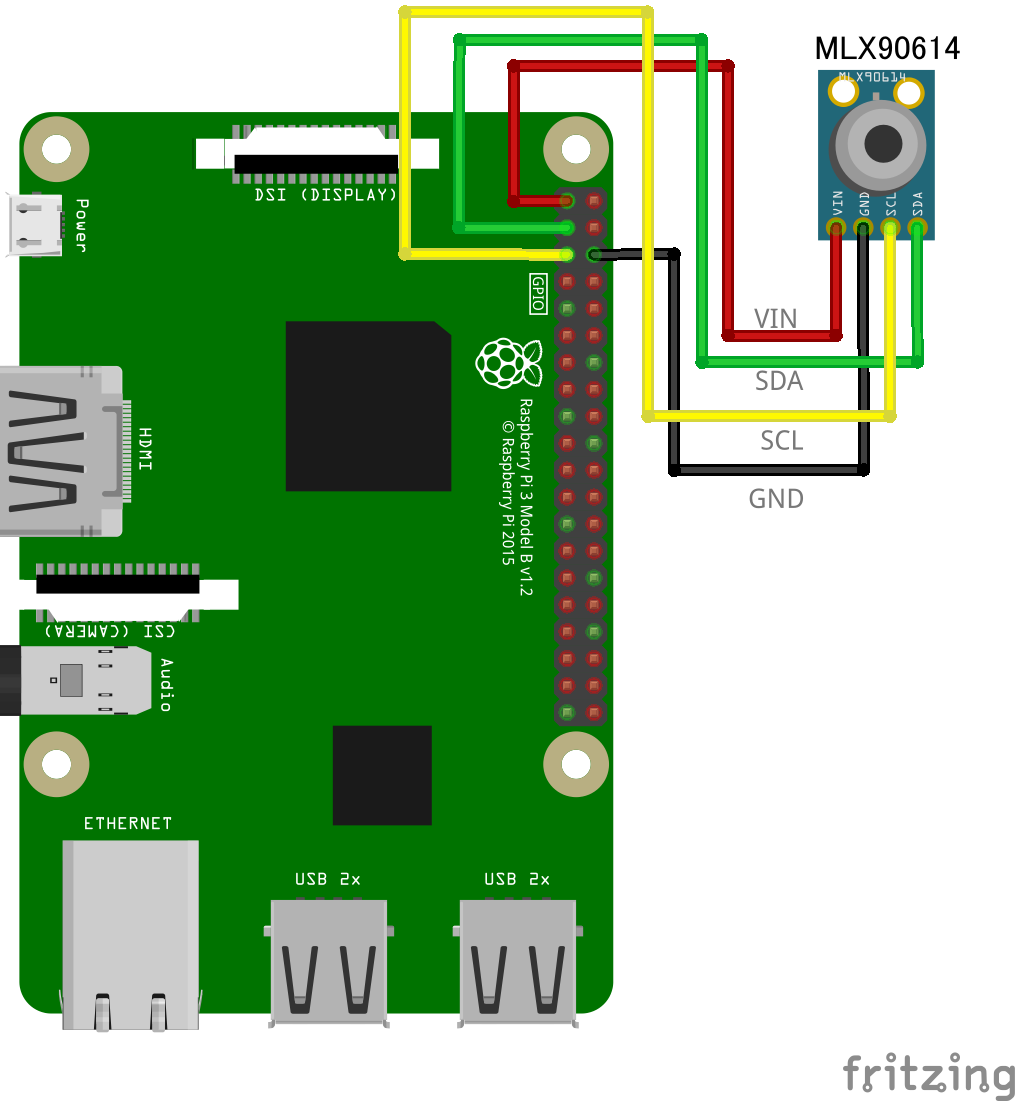 MLX90614
MLX90614
DSI (DISPLAY)
Power
VIN
GND
SCL
SDA
GPIO
VIN
SDA
SCL
GND
Raspberry Pi 3 Model B v1.2
© Raspberry Pi 2015
HDMI
CSI (CAMERA)
Audio
ETHERNET
USB 2x
USB 2x
fritzing